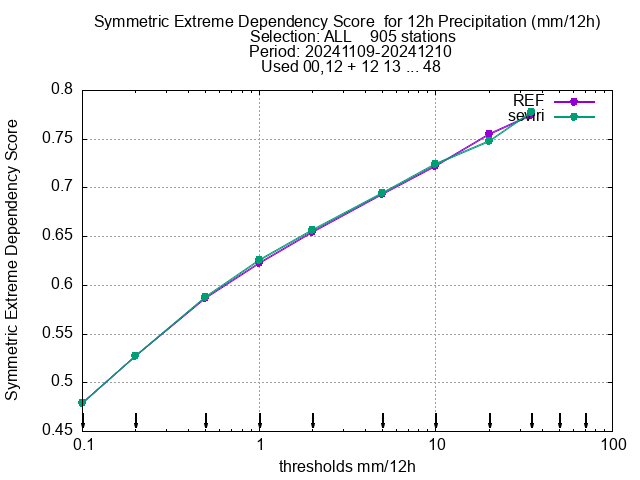 Symmetric Extreme Dependency Score  for 12h Precipitation (mm/12h)
Selection: ALL    905 stations
Period: 20241109-20241210
Used 00,12 + 12 13 ... 48
REF
seviri
0.8
0.75
0.7
0.65
0.6
0.55
0.5
0.45
Symmetric Extreme Dependency Score
0.1
1
10
100
thresholds mm/12h